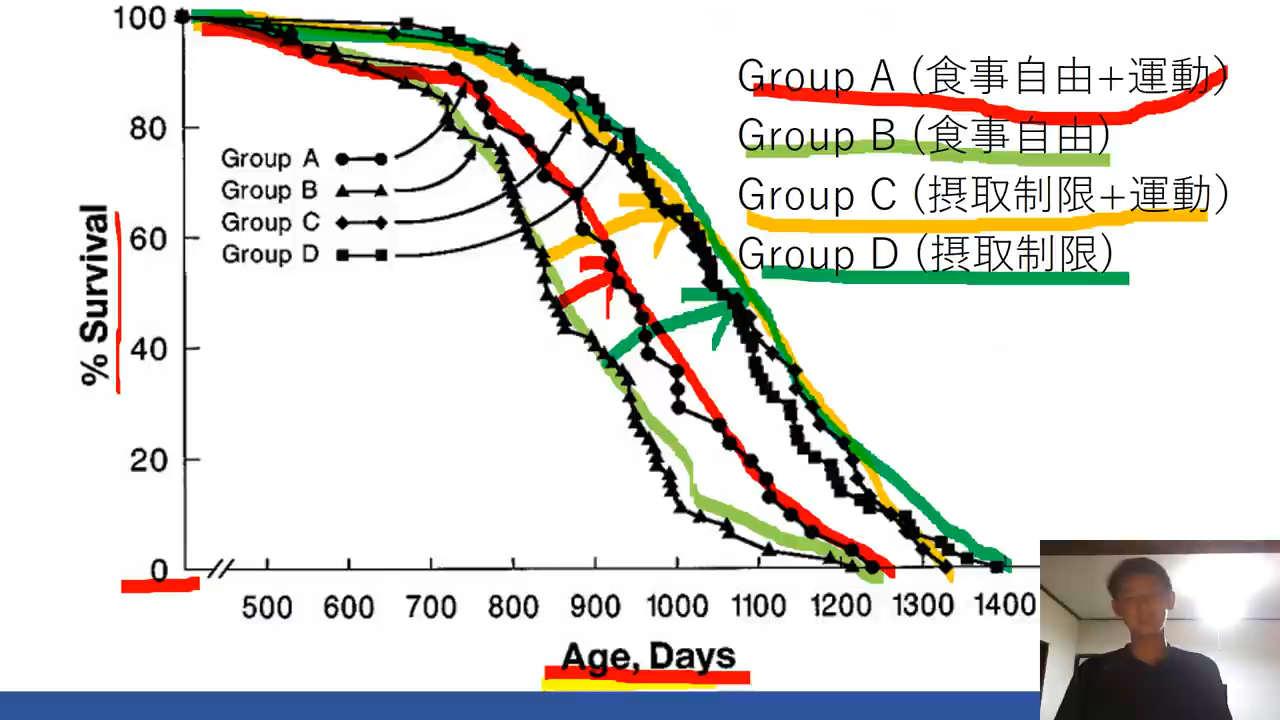 100
80
60
40
20
0
% Survival
Group A
Group B
Group C
Group D
Group A (食事自由+運動)
Group B (食事自由)
Group C (摂取制限+運動)
Group D (摂取制限)
500 600 700 800 900 1000 1100 1200 1300 1400
Age, Days